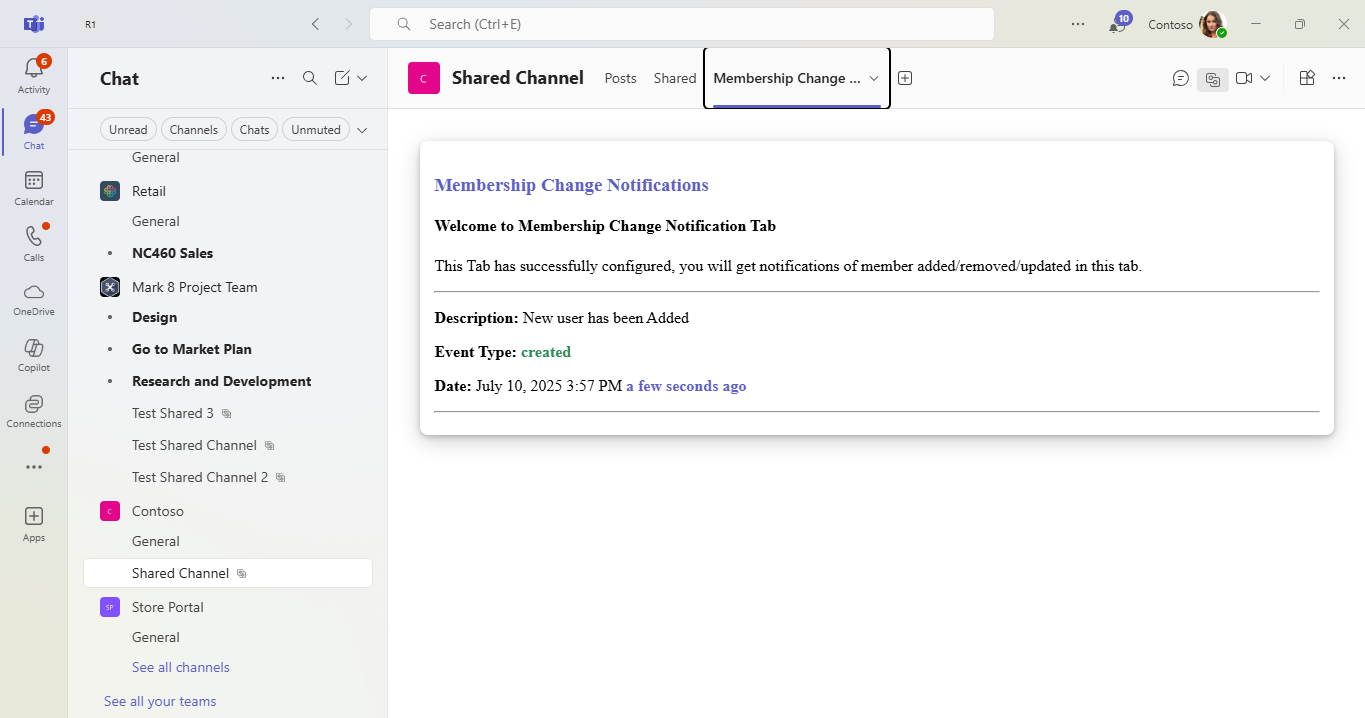 R1
Search (Ctrl+E)
10
Contoso
6
Activity
43
Chat
Calendar
Calls
OneDrive
Copilot
Connections
Apps
Chat
Unread
Channels
Chats
Unmuted
General
Retail
General
NC460 Sales
Mark 8 Project Team
Design
Go to Market Plan
Research and Development
Test Shared 3
Test Shared Channel
Test Shared Channel 2
C Contoso
General
Shared Channel
SP Store Portal
General
See all channels
See all your teams
C Shared Channel
Posts
Shared
Membership Change ...
Membership Change Notifications
Welcome to Membership Change Notification Tab
This Tab has successfully configured, you will get notifications of member added/removed/updated in this tab.
Description: New user has been Added
Event Type: created
Date: July 10, 2025 3:57 PM a few seconds ago